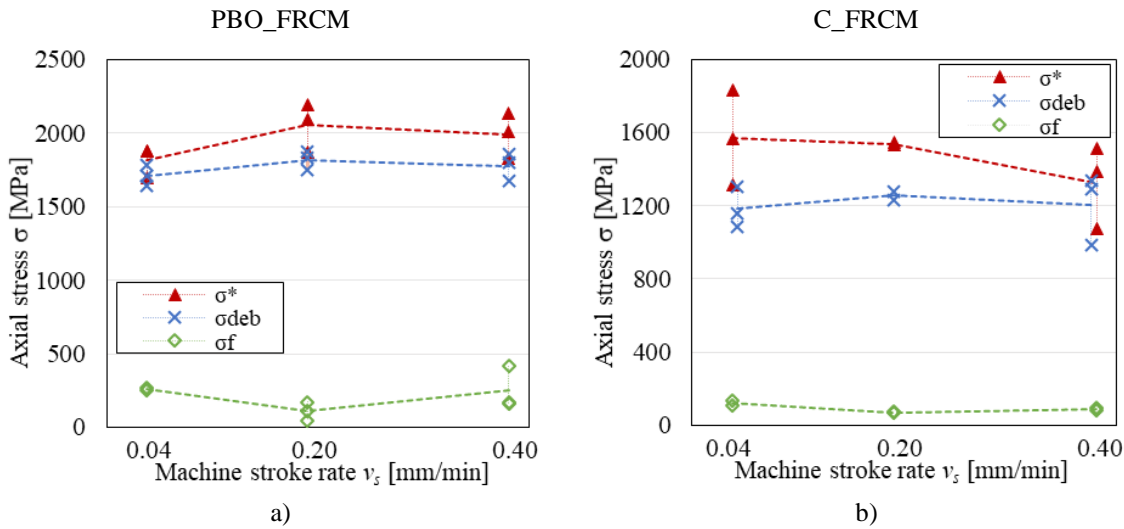 PBO_FRCM
C_FRCM
2500
2000
1500
1000
500
0
Axial stress σ [MPa]
σ*
σdeb
σf
0.04
0.20
0.40
Machine stroke rate vs [mm/min]
a)
2000
1600
1200
800
400
0
Axial stress σ [MPa]
σ*
σdeb
σf
0.04
0.20
0.40
Machine stroke rate vs [mm/min]
b)